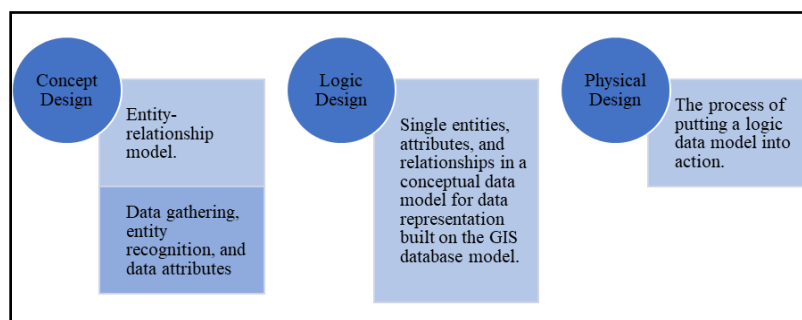 Concept
Design
Entity-
relationship
model.
Data gathering,
entity
recognition, and
data attributes
Logic
Design
Single entities,
attributes, and
relationships in a
conceptual data
model for data
representation
built on the GIS
database model.
Physical
Design
The process of
putting a logic
data model into
action.